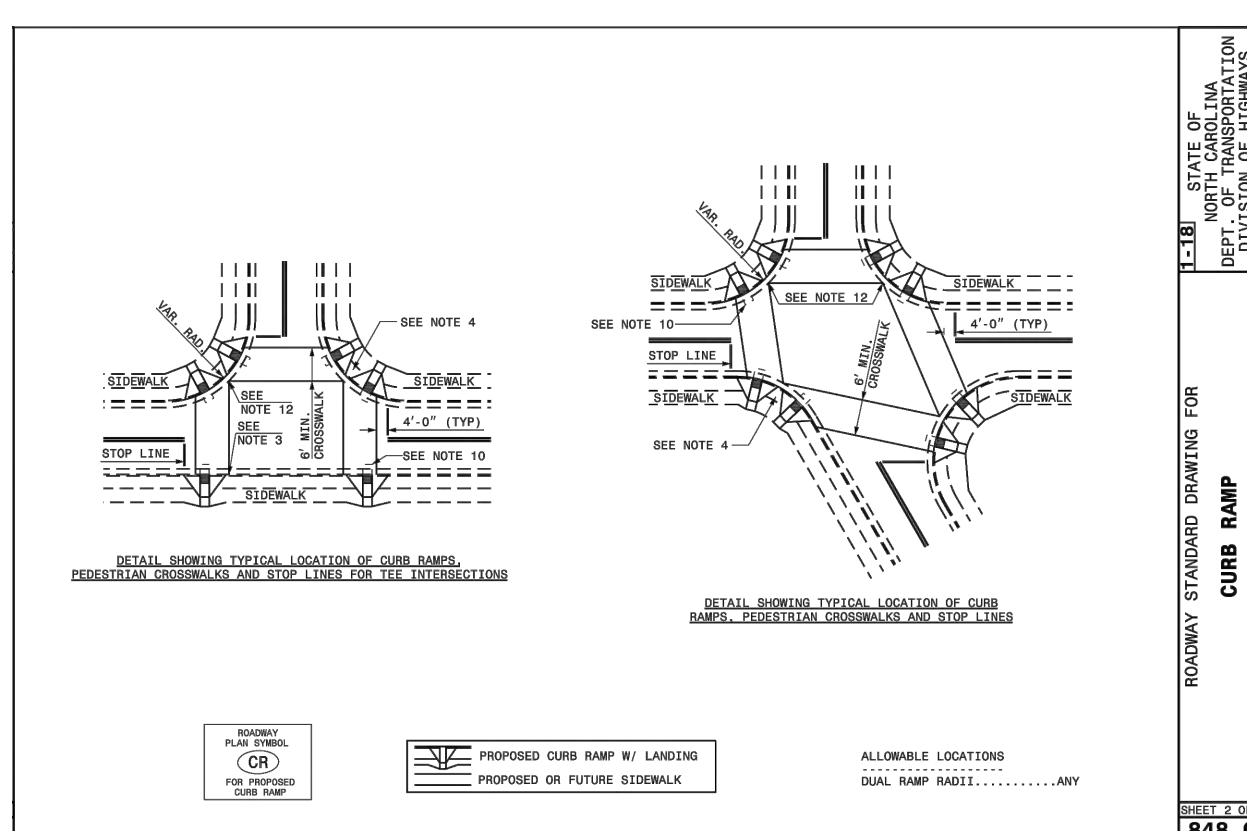 VAR. RAD.
SEE NOTE 4
SIDEWALK
SIDEWALK
SEE
NOTE 12
SEE
NOTE 3
6' MIN.
CROSSWALK
4'-0" (TYP)
STOP LINE
SEE NOTE 10
SIDEWALK
DETAIL SHOWING TYPICAL LOCATION OF CURB RAMPS,
PEDESTRIAN CROSSWALKS AND STOP LINES FOR TEE INTERSECTIONS
VAR. RAD.
SIDEWALK
SIDEWALK
SEE NOTE 12
SEE NOTE 10
4'-0" (TYP)
STOP LINE
6' MIN.
CROSSWALK
SIDEWALK
SIDEWALK
SEE NOTE 4
DETAIL SHOWING TYPICAL LOCATION OF CURB
RAMPS, PEDESTRIAN CROSSWALKS AND STOP LINES
ROADWAY
PLAN SYMBOL
CR
FOR PROPOSED
CURB RAMP
PROPOSED CURB RAMP W/ LANDING
PROPOSED OR FUTURE SIDEWALK
ALLOWABLE LOCATIONS
DUAL RAMP RADII...........ANY
1-18
STATE OF
NORTH CAROLINA
DEPT. OF TRANSPORTATION
DIVISION OF HIGHWAYS
ROADWAY STANDARD DRAWING FOR
CURB RAMP
SHEET 2